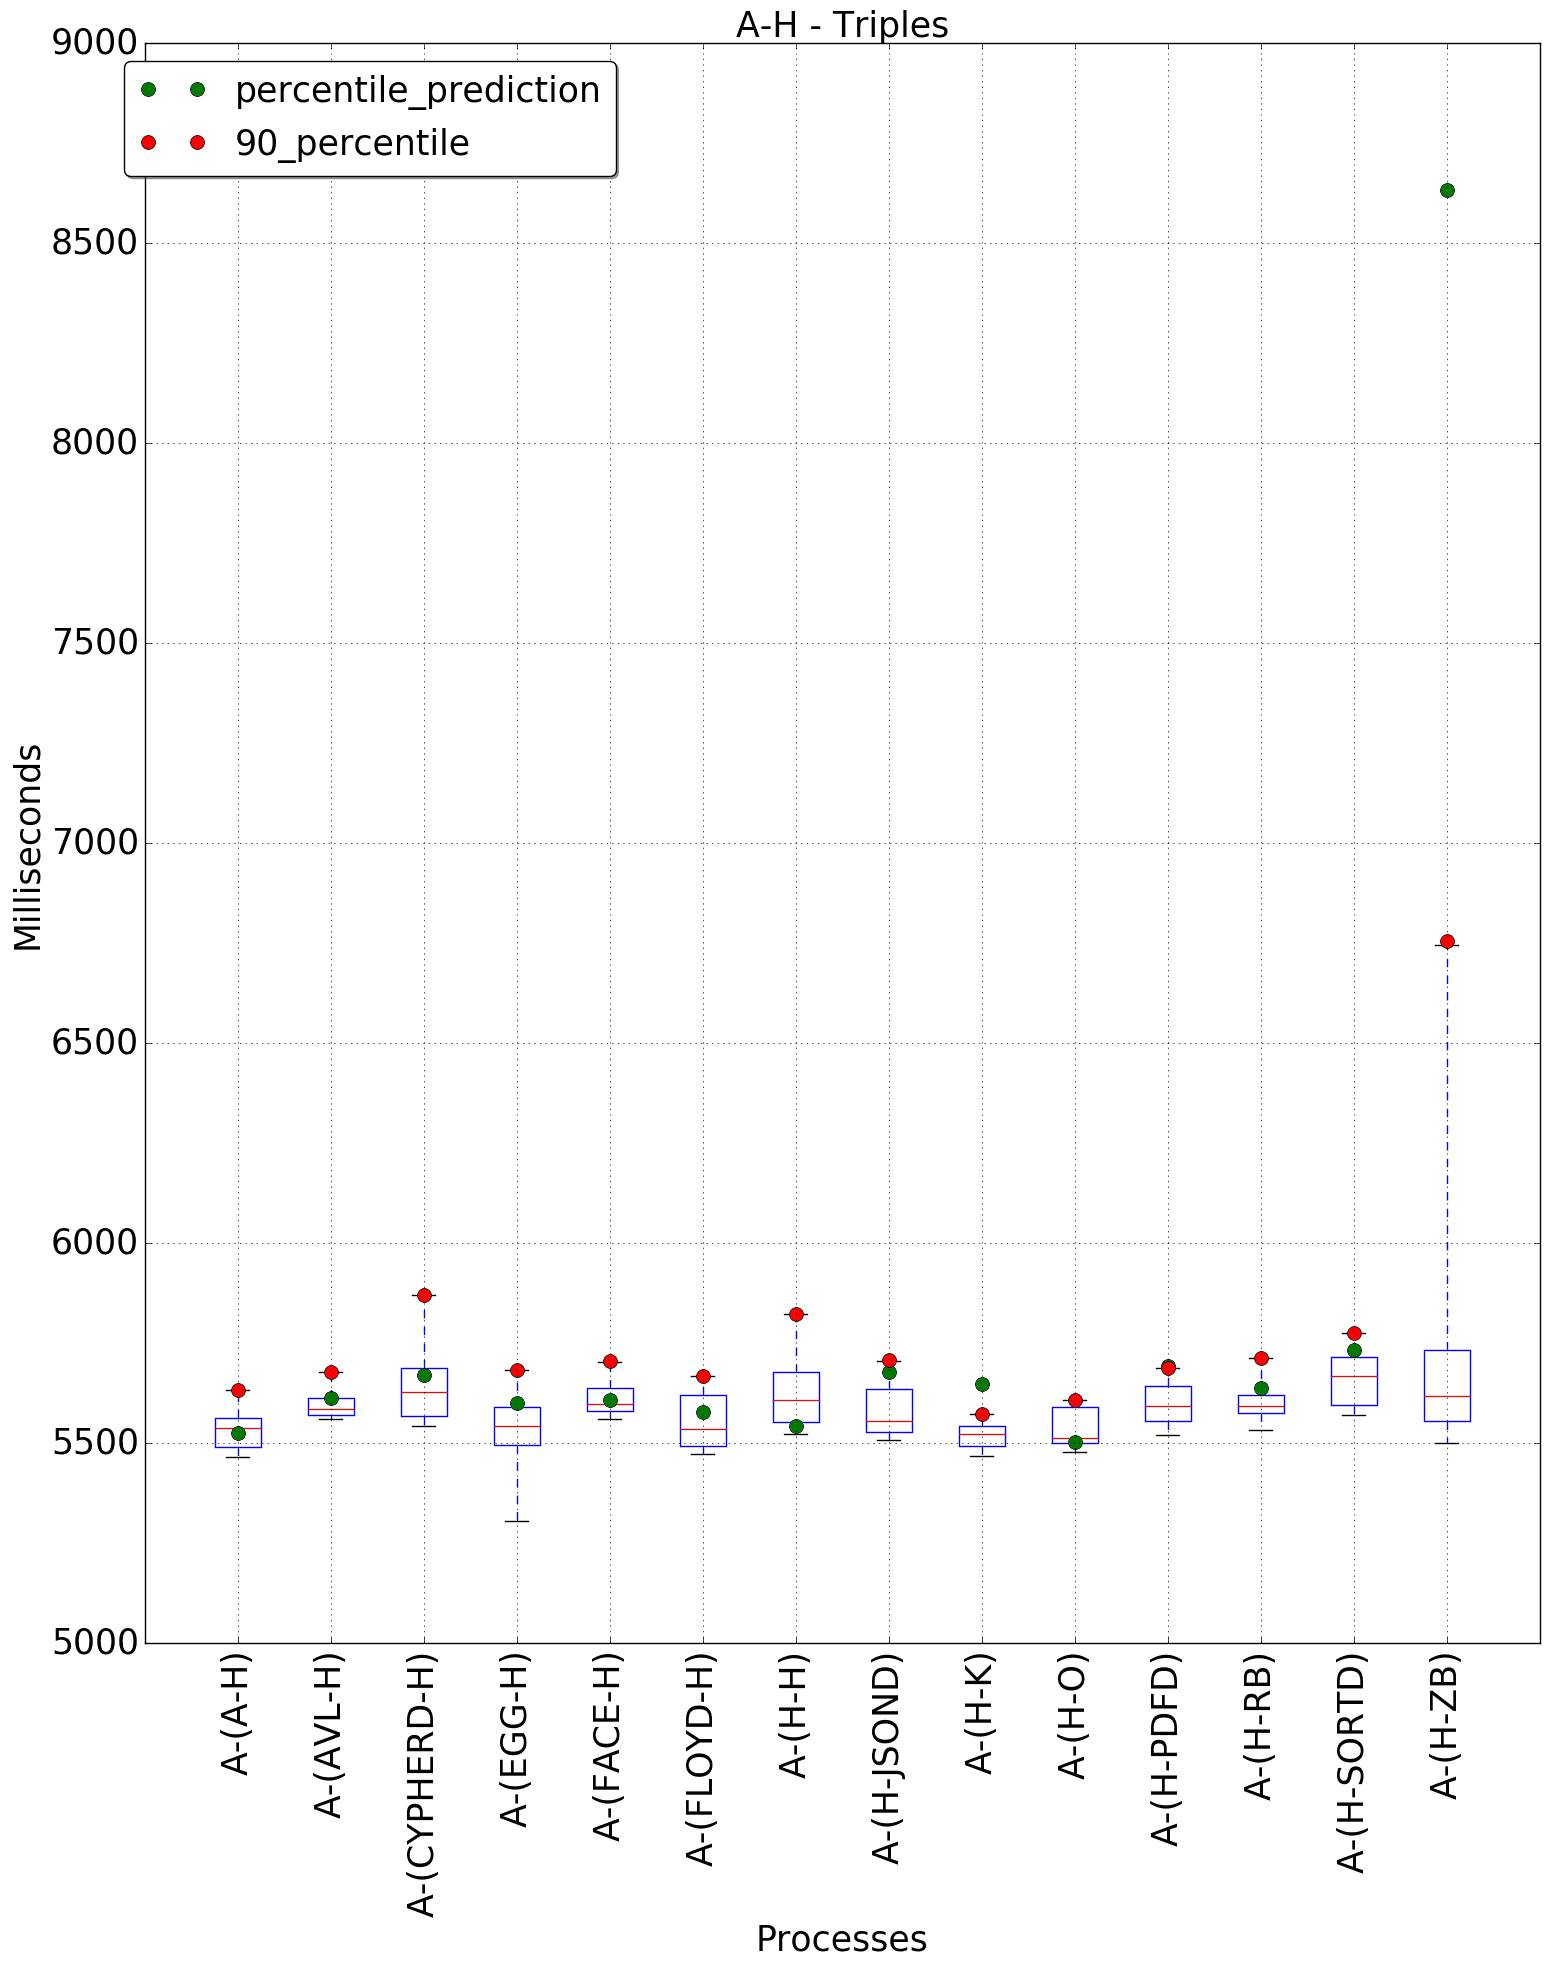 A-H - Triples
percentile_prediction
90_percentile
9000
8500
8000
7500
7000
6500
6000
5500
5000
Milliseconds
A-(A-H)
A-(AVL-H)
A-(CYPHERD-H)
A-(EGG-H)
A-(FACE-H)
A-(FLOYD-H)
A-(H-H)
A-(H-JSOND)
A-(H-K)
A-(H-O)
A-(H-PDFD)
A-(H-RB)
A-(H-SORTD)
A-(H-ZB)
Processes